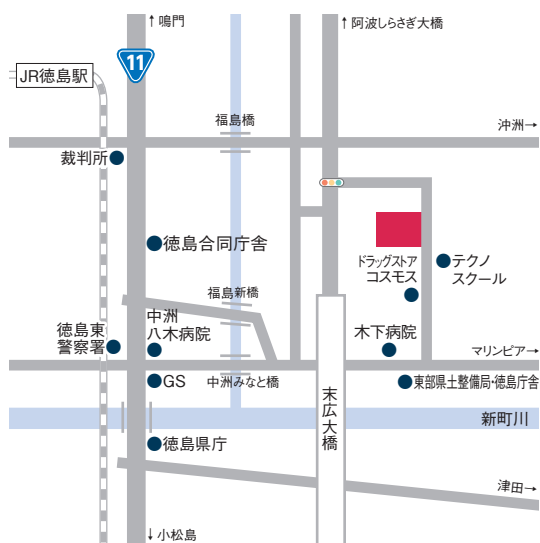 ↑鳴門
↑阿波しらさぎ大橋
11
JR徳島駅
福島橋
沖洲→
裁判所
徳島合同庁舎
ドラッグストア
コスモス
テクノ
スクール
福島新橋
中洲
八木病院
徳島東
警察署
木下病院
マリンピア→
GS
中洲みなと橋
東部県土整備局・徳島庁舎
末広大橋
新町川
徳島県庁
津田→
↓小松島